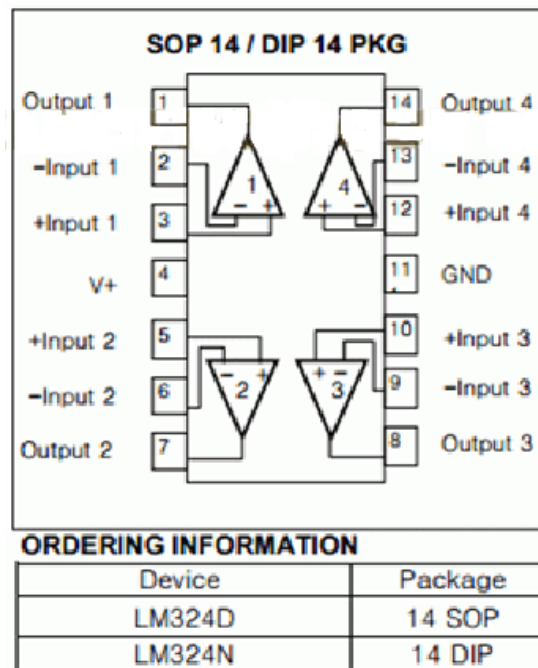 SOP 14 / DIP 14 PKG
Output 1 1 14 Output 4
−Input 1 2 13 −Input 4
+Input 1 3 12 +Input 4
1 4
− + + −
V+ 4 11 GND
+Input 2 5 10 +Input 3
− + + −
2 3
−Input 2 6 9 −Input 3
Output 2 7 8 Output 3
ORDERING INFORMATION
Device Package
LM324D 14 SOP
LM324N 14 DIP